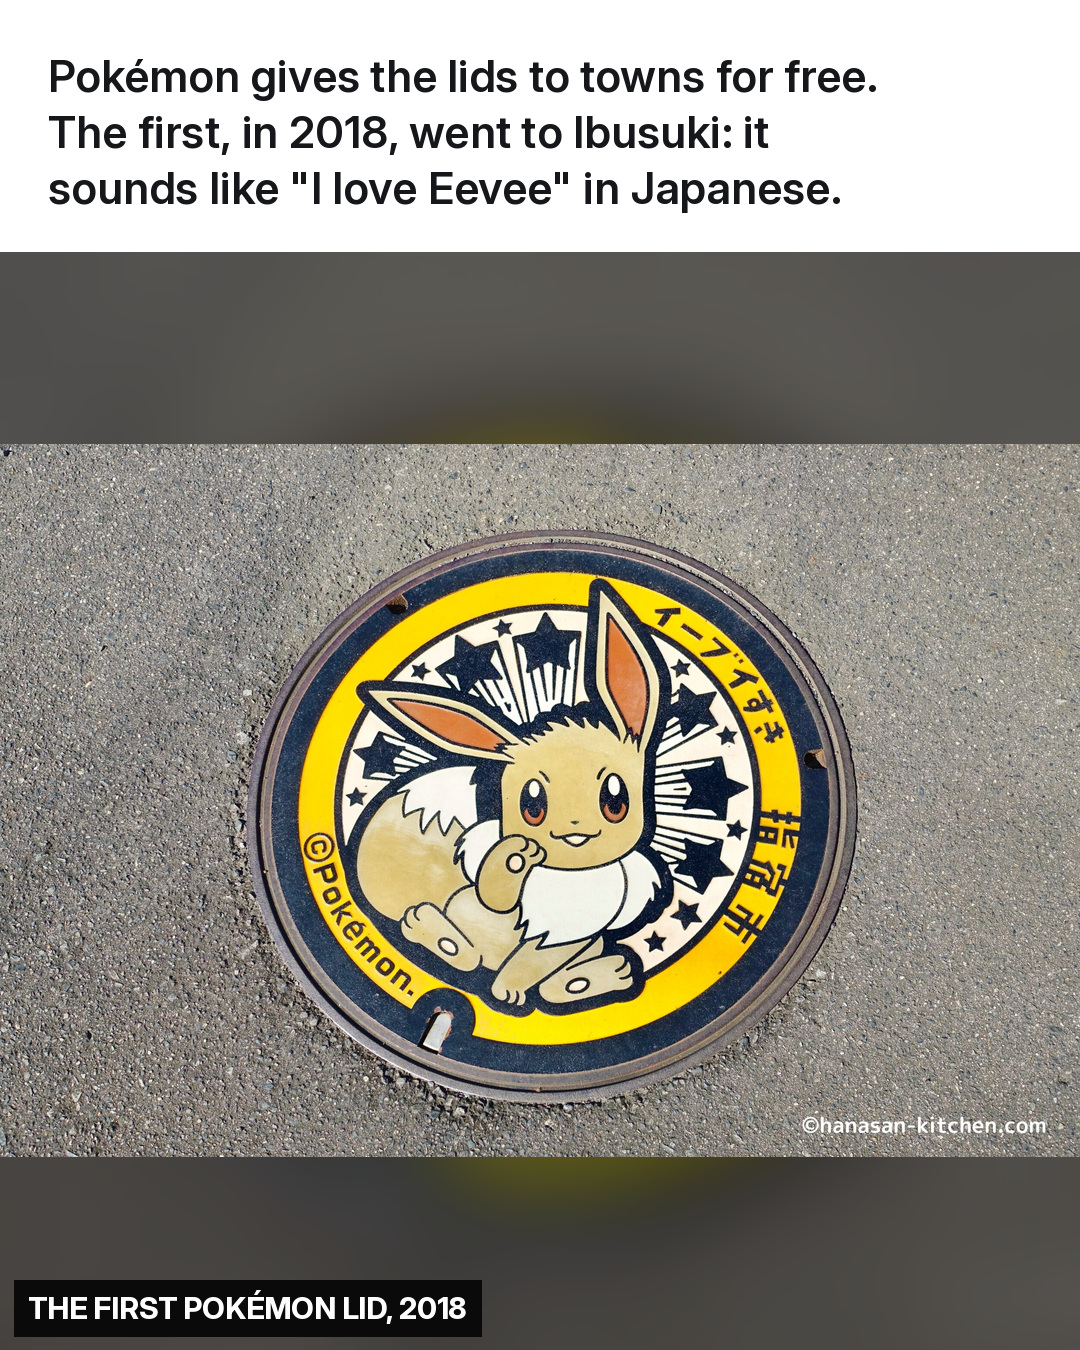 Pokémon gives the lids to towns for free.
The first, in 2018, went to Ibusuki: it
sounds like "I love Eevee" in Japanese.
イーブイすき
指宿市
©Pokémon.
©hanasan-kitchen.com
THE FIRST POKÉMON LID, 2018